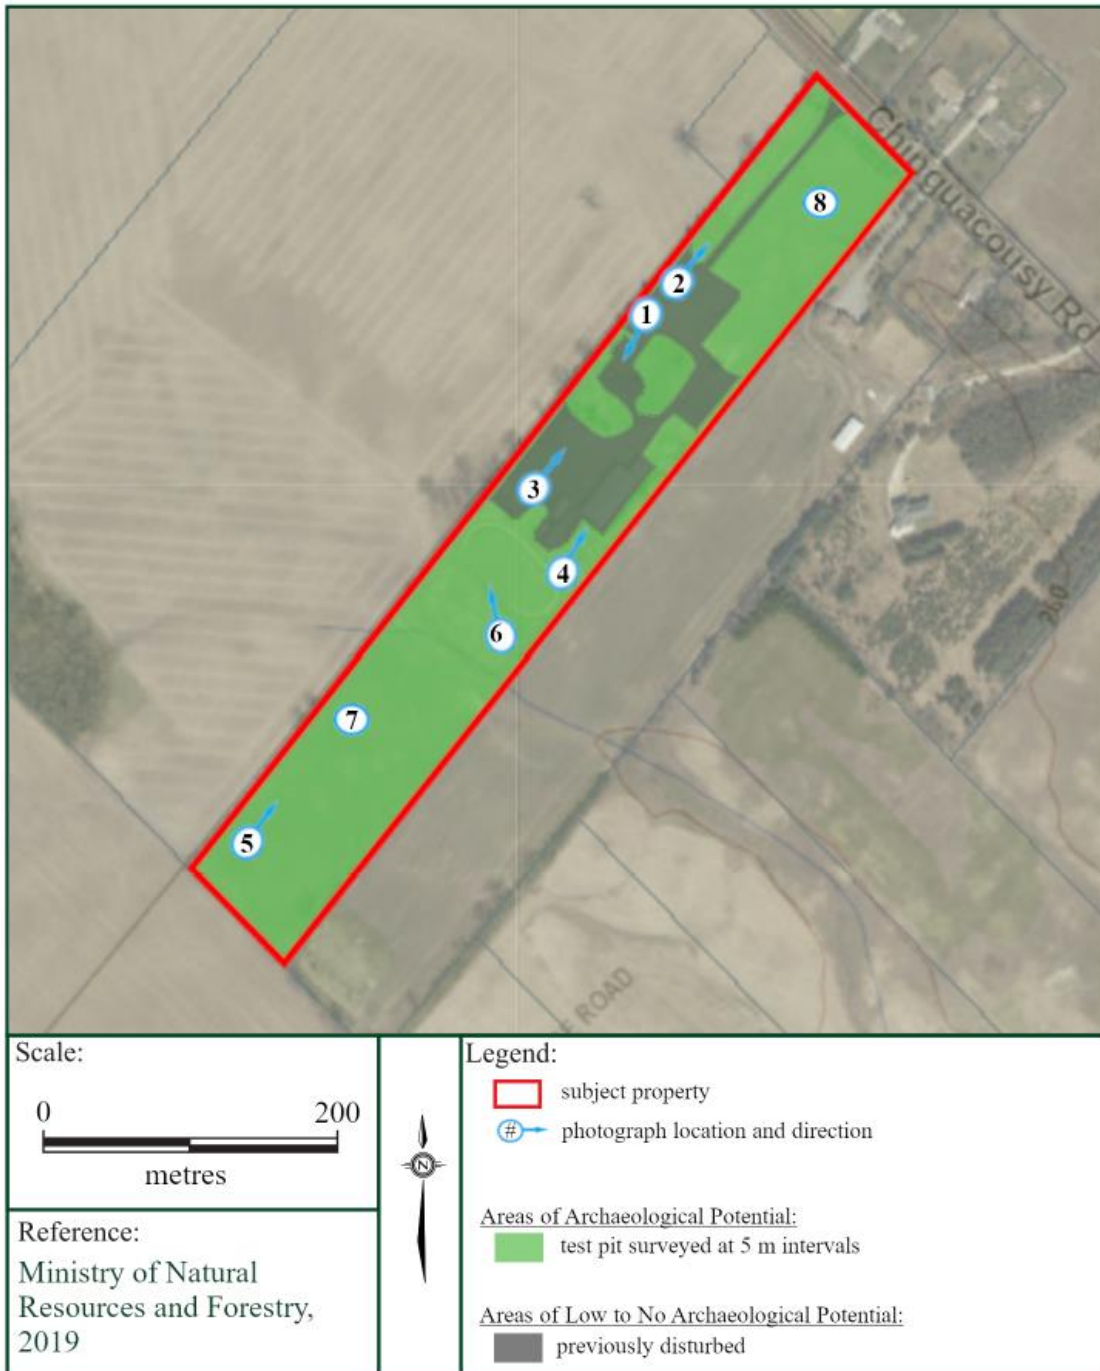 Chinguacousy Rd
8
2
1
3
4
6
7
5
260
ROAD
Scale:
0 200
metres
Reference:
Ministry of Natural
Resources and Forestry,
2019
N
Legend:
subject property
# photograph location and direction
Areas of Archaeological Potential:
test pit surveyed at 5 m intervals
Areas of Low to No Archaeological Potential:
previously disturbed